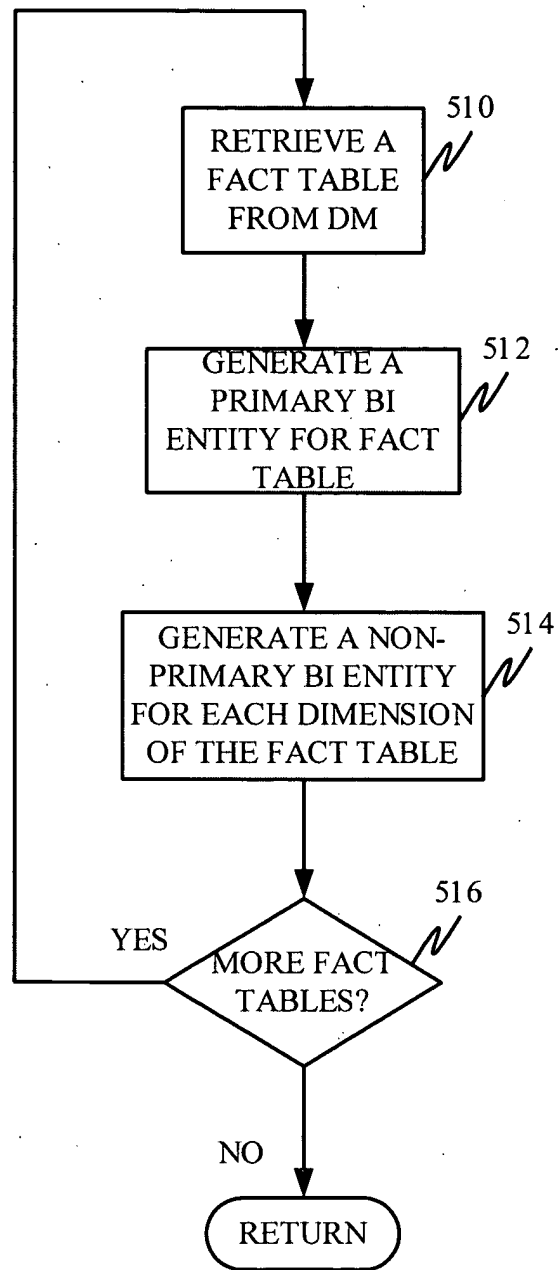 510
RETRIEVE A
FACT TABLE
FROM DM
512
GENERATE A
PRIMARY BI
ENTITY FOR FACT
TABLE
514
GENERATE A NON-
PRIMARY BI ENTITY
FOR EACH DIMENSION
OF THE FACT TABLE
516
YES
MORE FACT
TABLES?
NO
RETURN